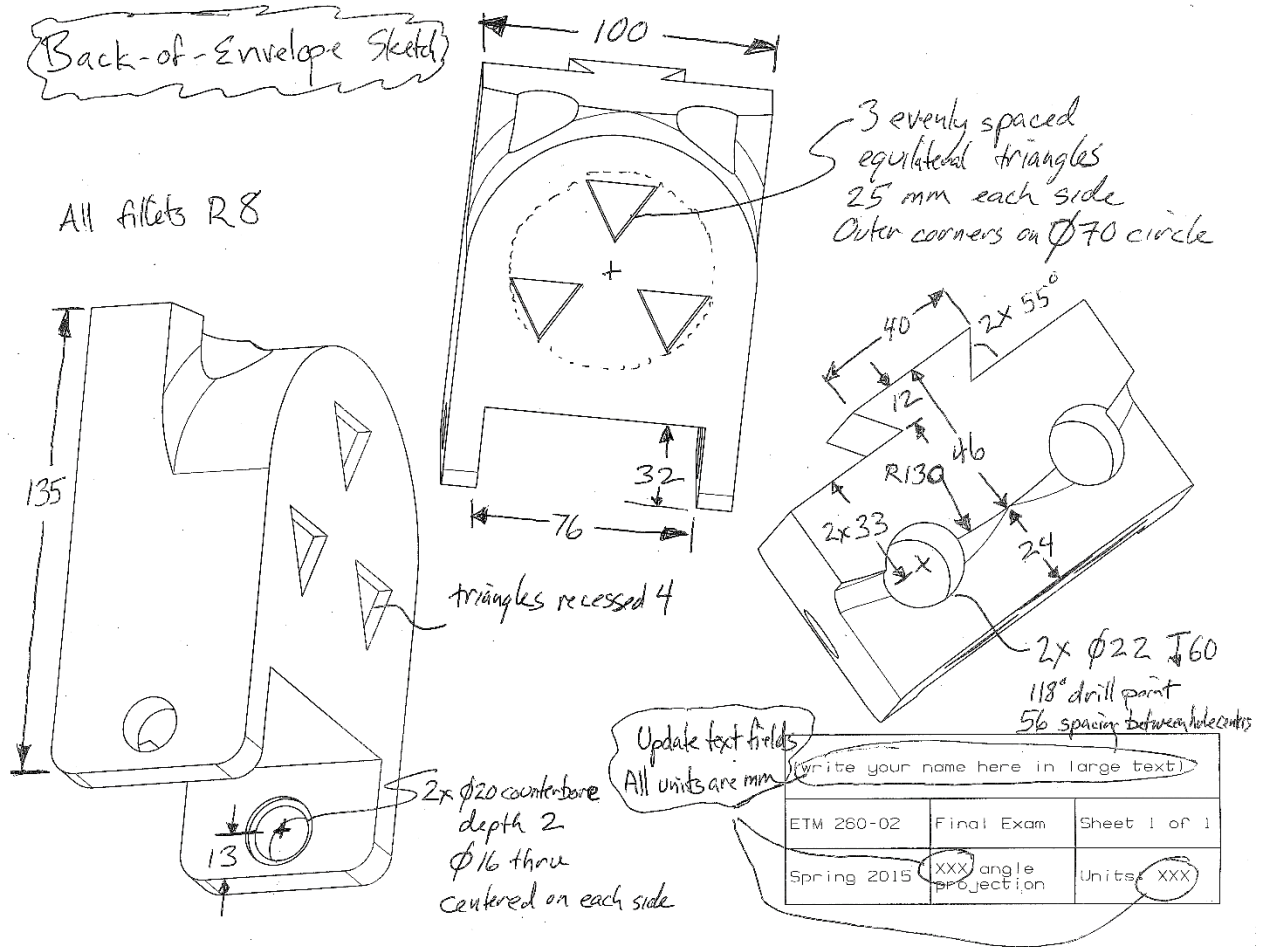 Back-of-Envelope Sketch
100
3 evenly spaced
equilateral triangles
25 mm each side
Outer corners on Ø70 circle
All fillets R8
2X 55°
40
12
46
R130
2x33
24
135
32
76
triangles recessed 4
2X Ø22 ↧60
118° drill point
56 spacing between hole centers
Update text fields
All units are mm
2x Ø20 counterbore
depth 2
Ø16 thru
centered on each side
13
(write your name here in large text)
ETM 260-02
Final Exam
Sheet 1 of 1
Spring 2015
XXX angle
projection
Units: XXX